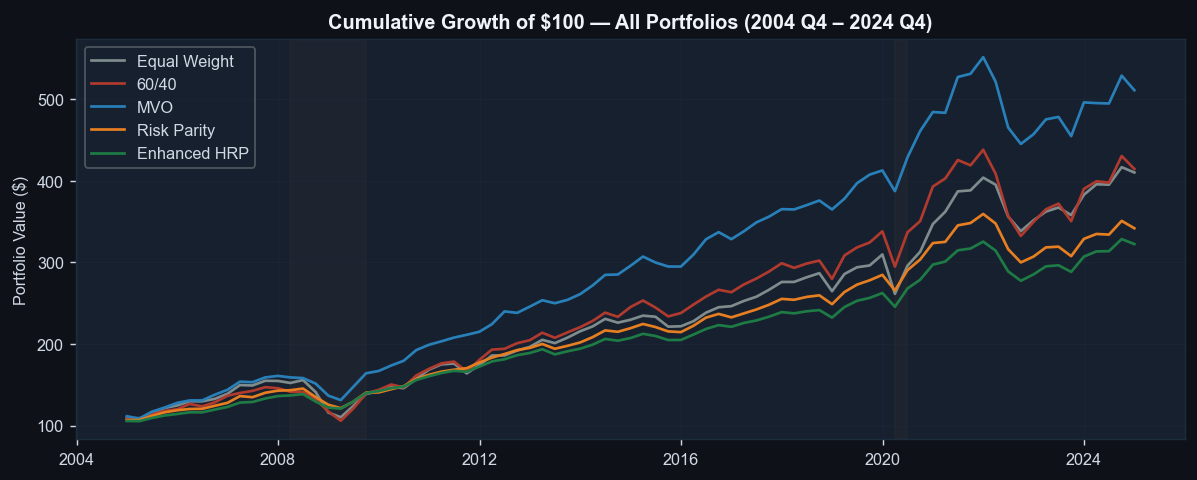 Cumulative Growth of $100 — All Portfolios (2004 Q4 – 2024 Q4)
Equal Weight
60/40
MVO
Risk Parity
Enhanced HRP
Portfolio Value ($)
500
400
300
200
100
2004
2008
2012
2016
2020
2024